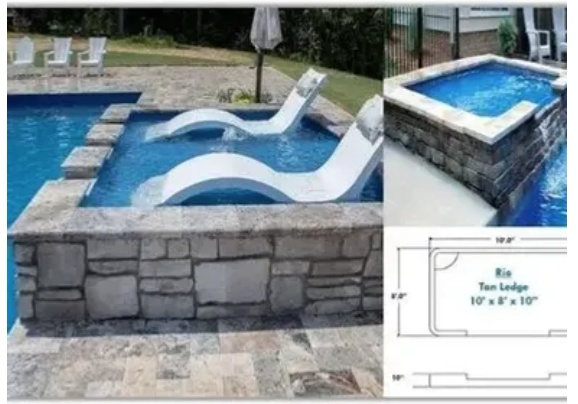 10'.0"
Rio
Tan Ledge
10' x 8' x 10"
8'.0"
10"